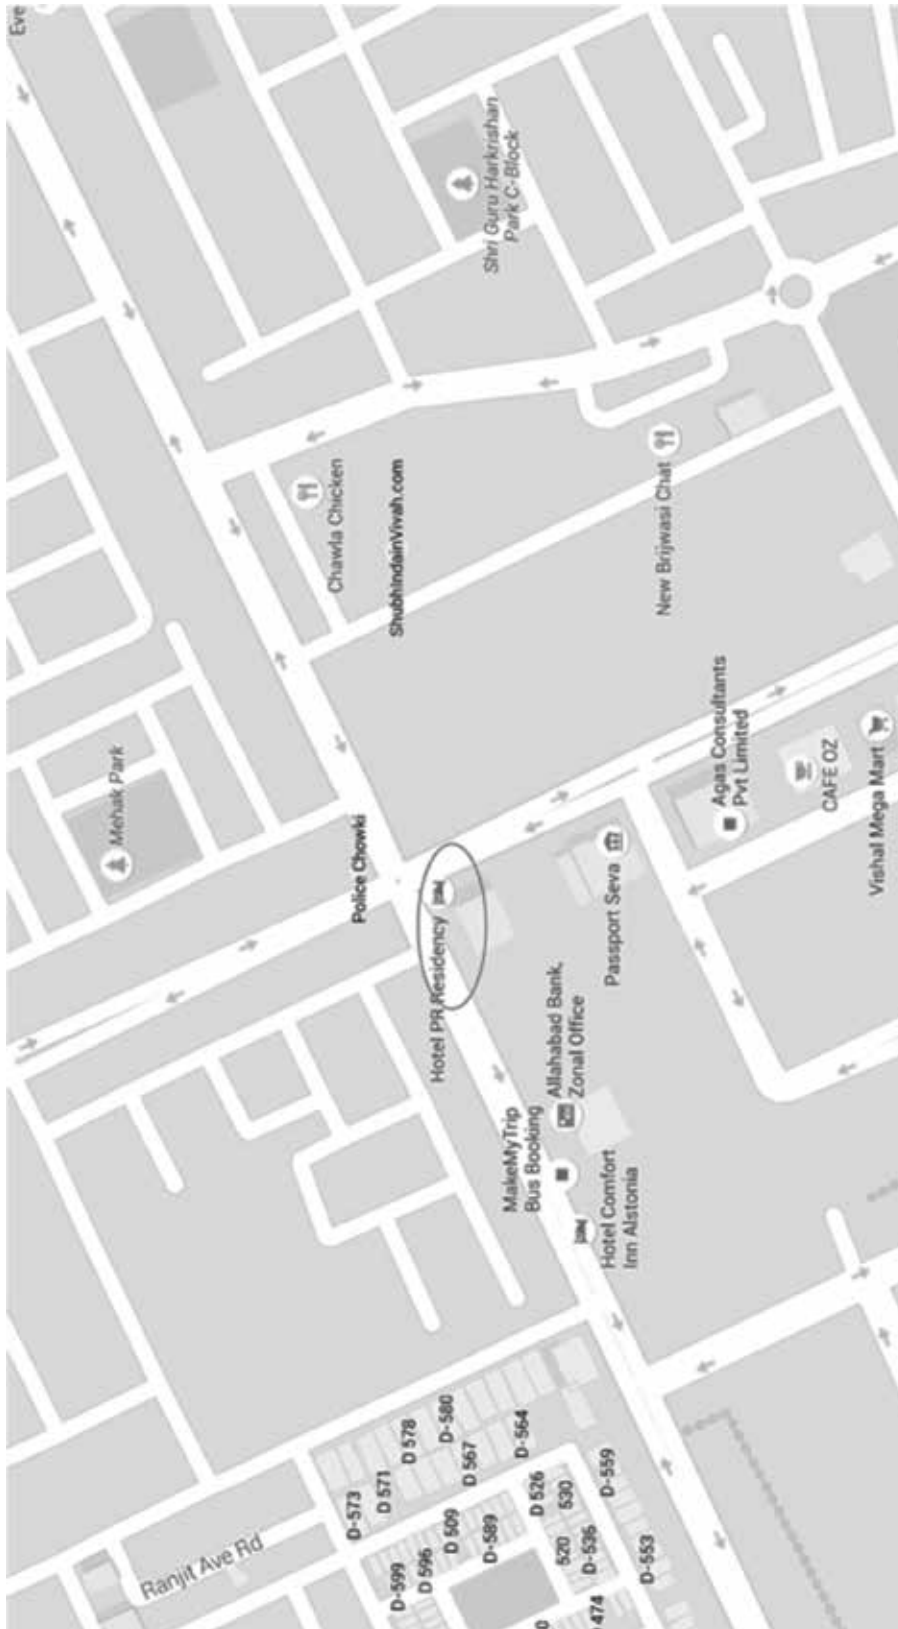 Eve
Shri Guru Harkrishan
Park C-Block
Chawla Chicken
ShubhIndainVivah.com
New Brijwasi Chat
Mehak Park
Police Chowki
Agas Consultants
Pvt Limited
CAFE OZ
Vishal Mega Mart
Hotel PR Residency
Passport Seva
Allahabad Bank,
Zonal Office
MakeMyTrip
Bus Booking
Hotel Comfort
Inn Alstonia
Ranjit Ave Rd
D-573
D 571
D 578
D-580
D 567
D-564
D-599
D 596
D 509
D-589
D 526
530
D-559
520
D-536
D-553
474
0